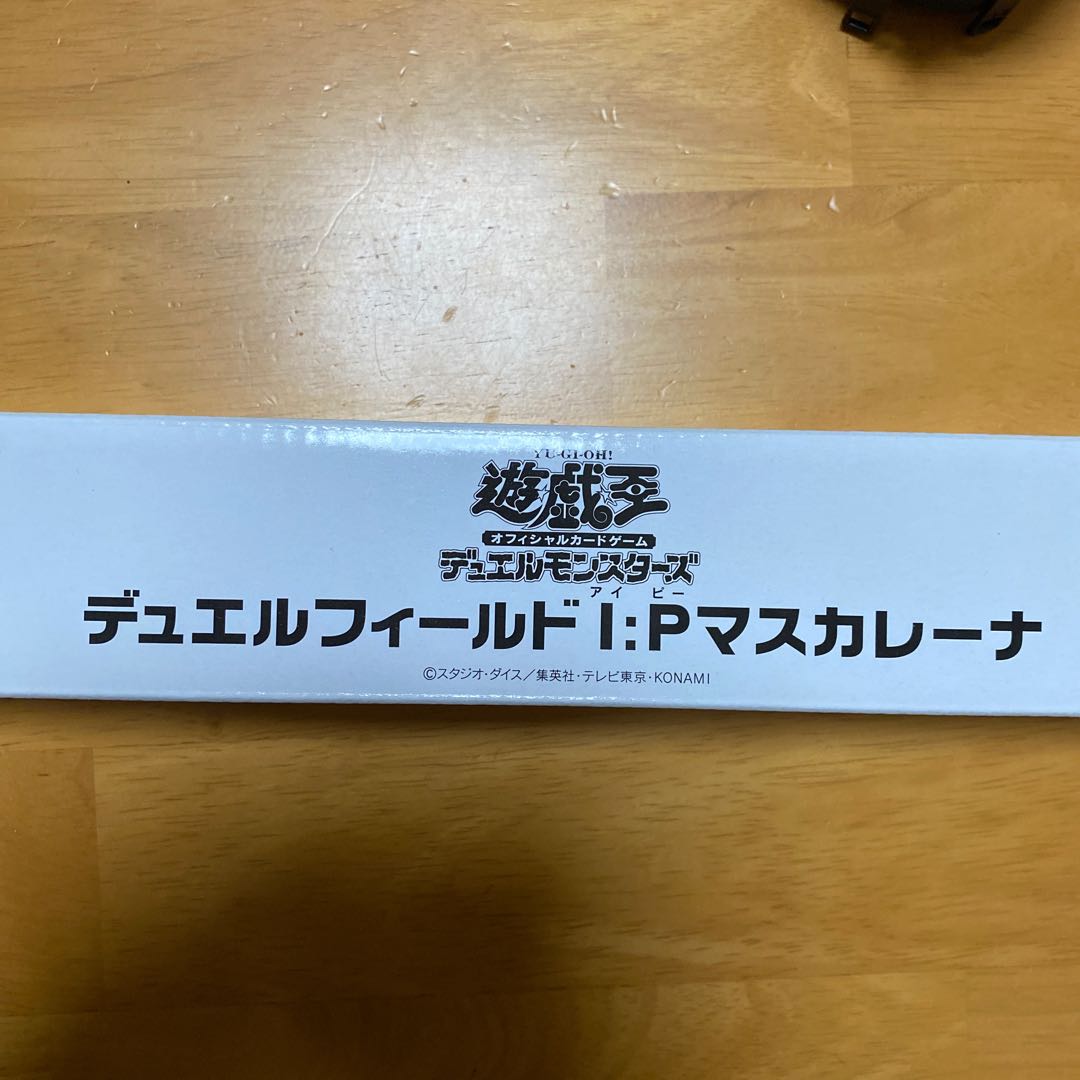 YU-GI-OH!
遊戯王
オフィシャルカードゲーム
デュエルモンスターズ
アイ ピー
デュエルフィールド I:Pマスカレーナ
©スタジオ・ダイス／集英社・テレビ東京・KONAMI